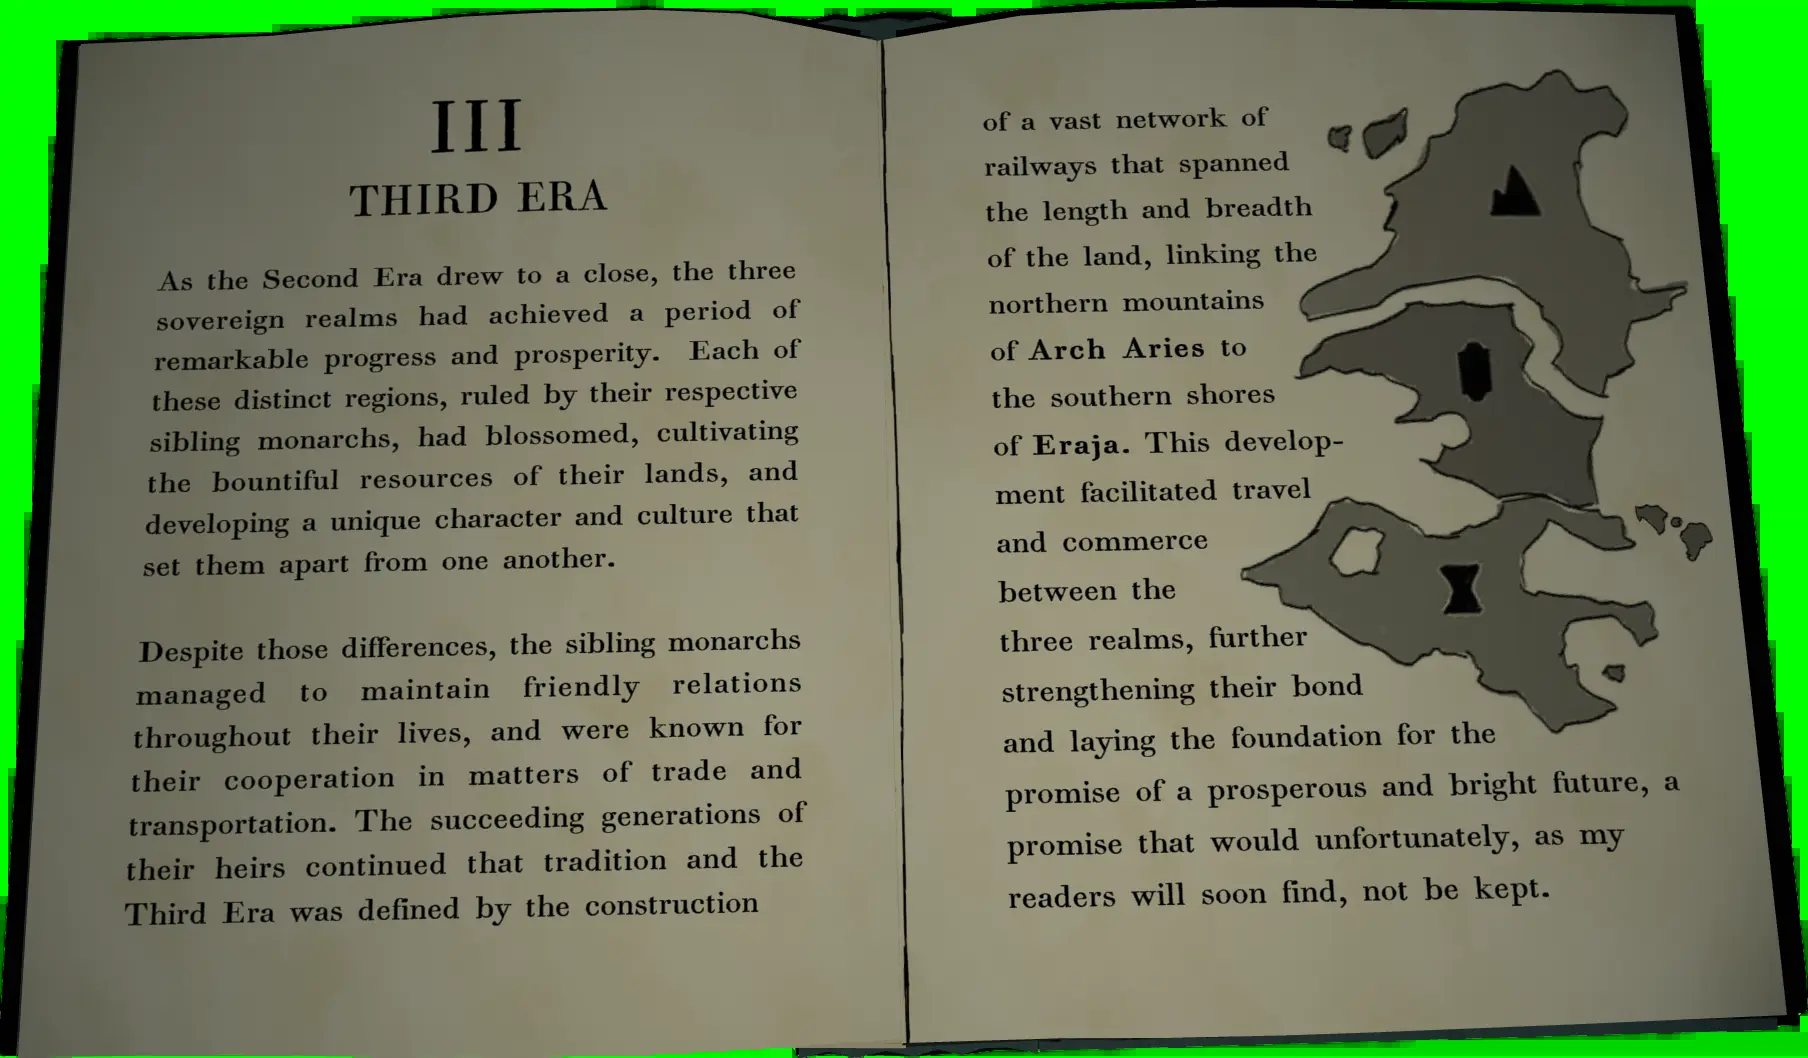 III
THIRD ERA
As the Second Era drew to a close, the three
sovereign realms had achieved a period of
remarkable progress and prosperity. Each of
these distinct regions, ruled by their respective
sibling monarchs, had blossomed, cultivating
the bountiful resources of their lands, and
developing a unique character and culture that
set them apart from one another.
Despite those differences, the sibling monarchs
managed to maintain friendly relations
throughout their lives, and were known for
their cooperation in matters of trade and
transportation. The succeeding generations of
their heirs continued that tradition and the
Third Era was defined by the construction
of a vast network of
railways that spanned
the length and breadth
of the land, linking the
northern mountains
of Arch Aries to
the southern shores
of Eraja. This develop-
ment facilitated travel
and commerce
between the
three realms, further
strengthening their bond
and laying the foundation for the
promise of a prosperous and bright future, a
promise that would unfortunately, as my
readers will soon find, not be kept.